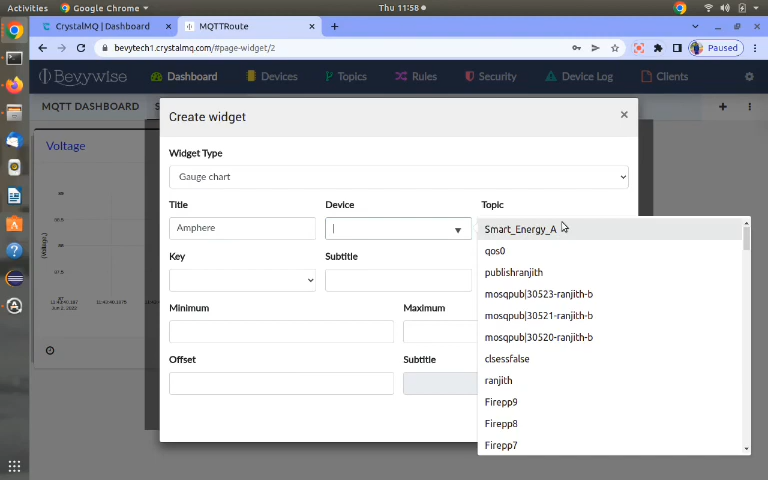 Activities Google Chrome Thu 11:58
CrystalMQ | Dashboard MQTTRoute
bevytech1.crystalmq.com/#page-widget/2 Paused
Bevywise Dashboard Devices Topics Rules Security Device Log Clients
MQTT DASHBOARD S
Create widget
Voltage
Widget Type
Gauge chart
Title Device Topic
Amphere
Smart_Energy_A
qos0
Key Subtitle
publishranjith
mosqpub|30523-ranjith-b
Minimum Maximum
mosqpub|30521-ranjith-b
mosqpub|30520-ranjith-b
Offset Subtitle
clsessfalse
ranjith
Firepp9
Firepp8
Firepp7